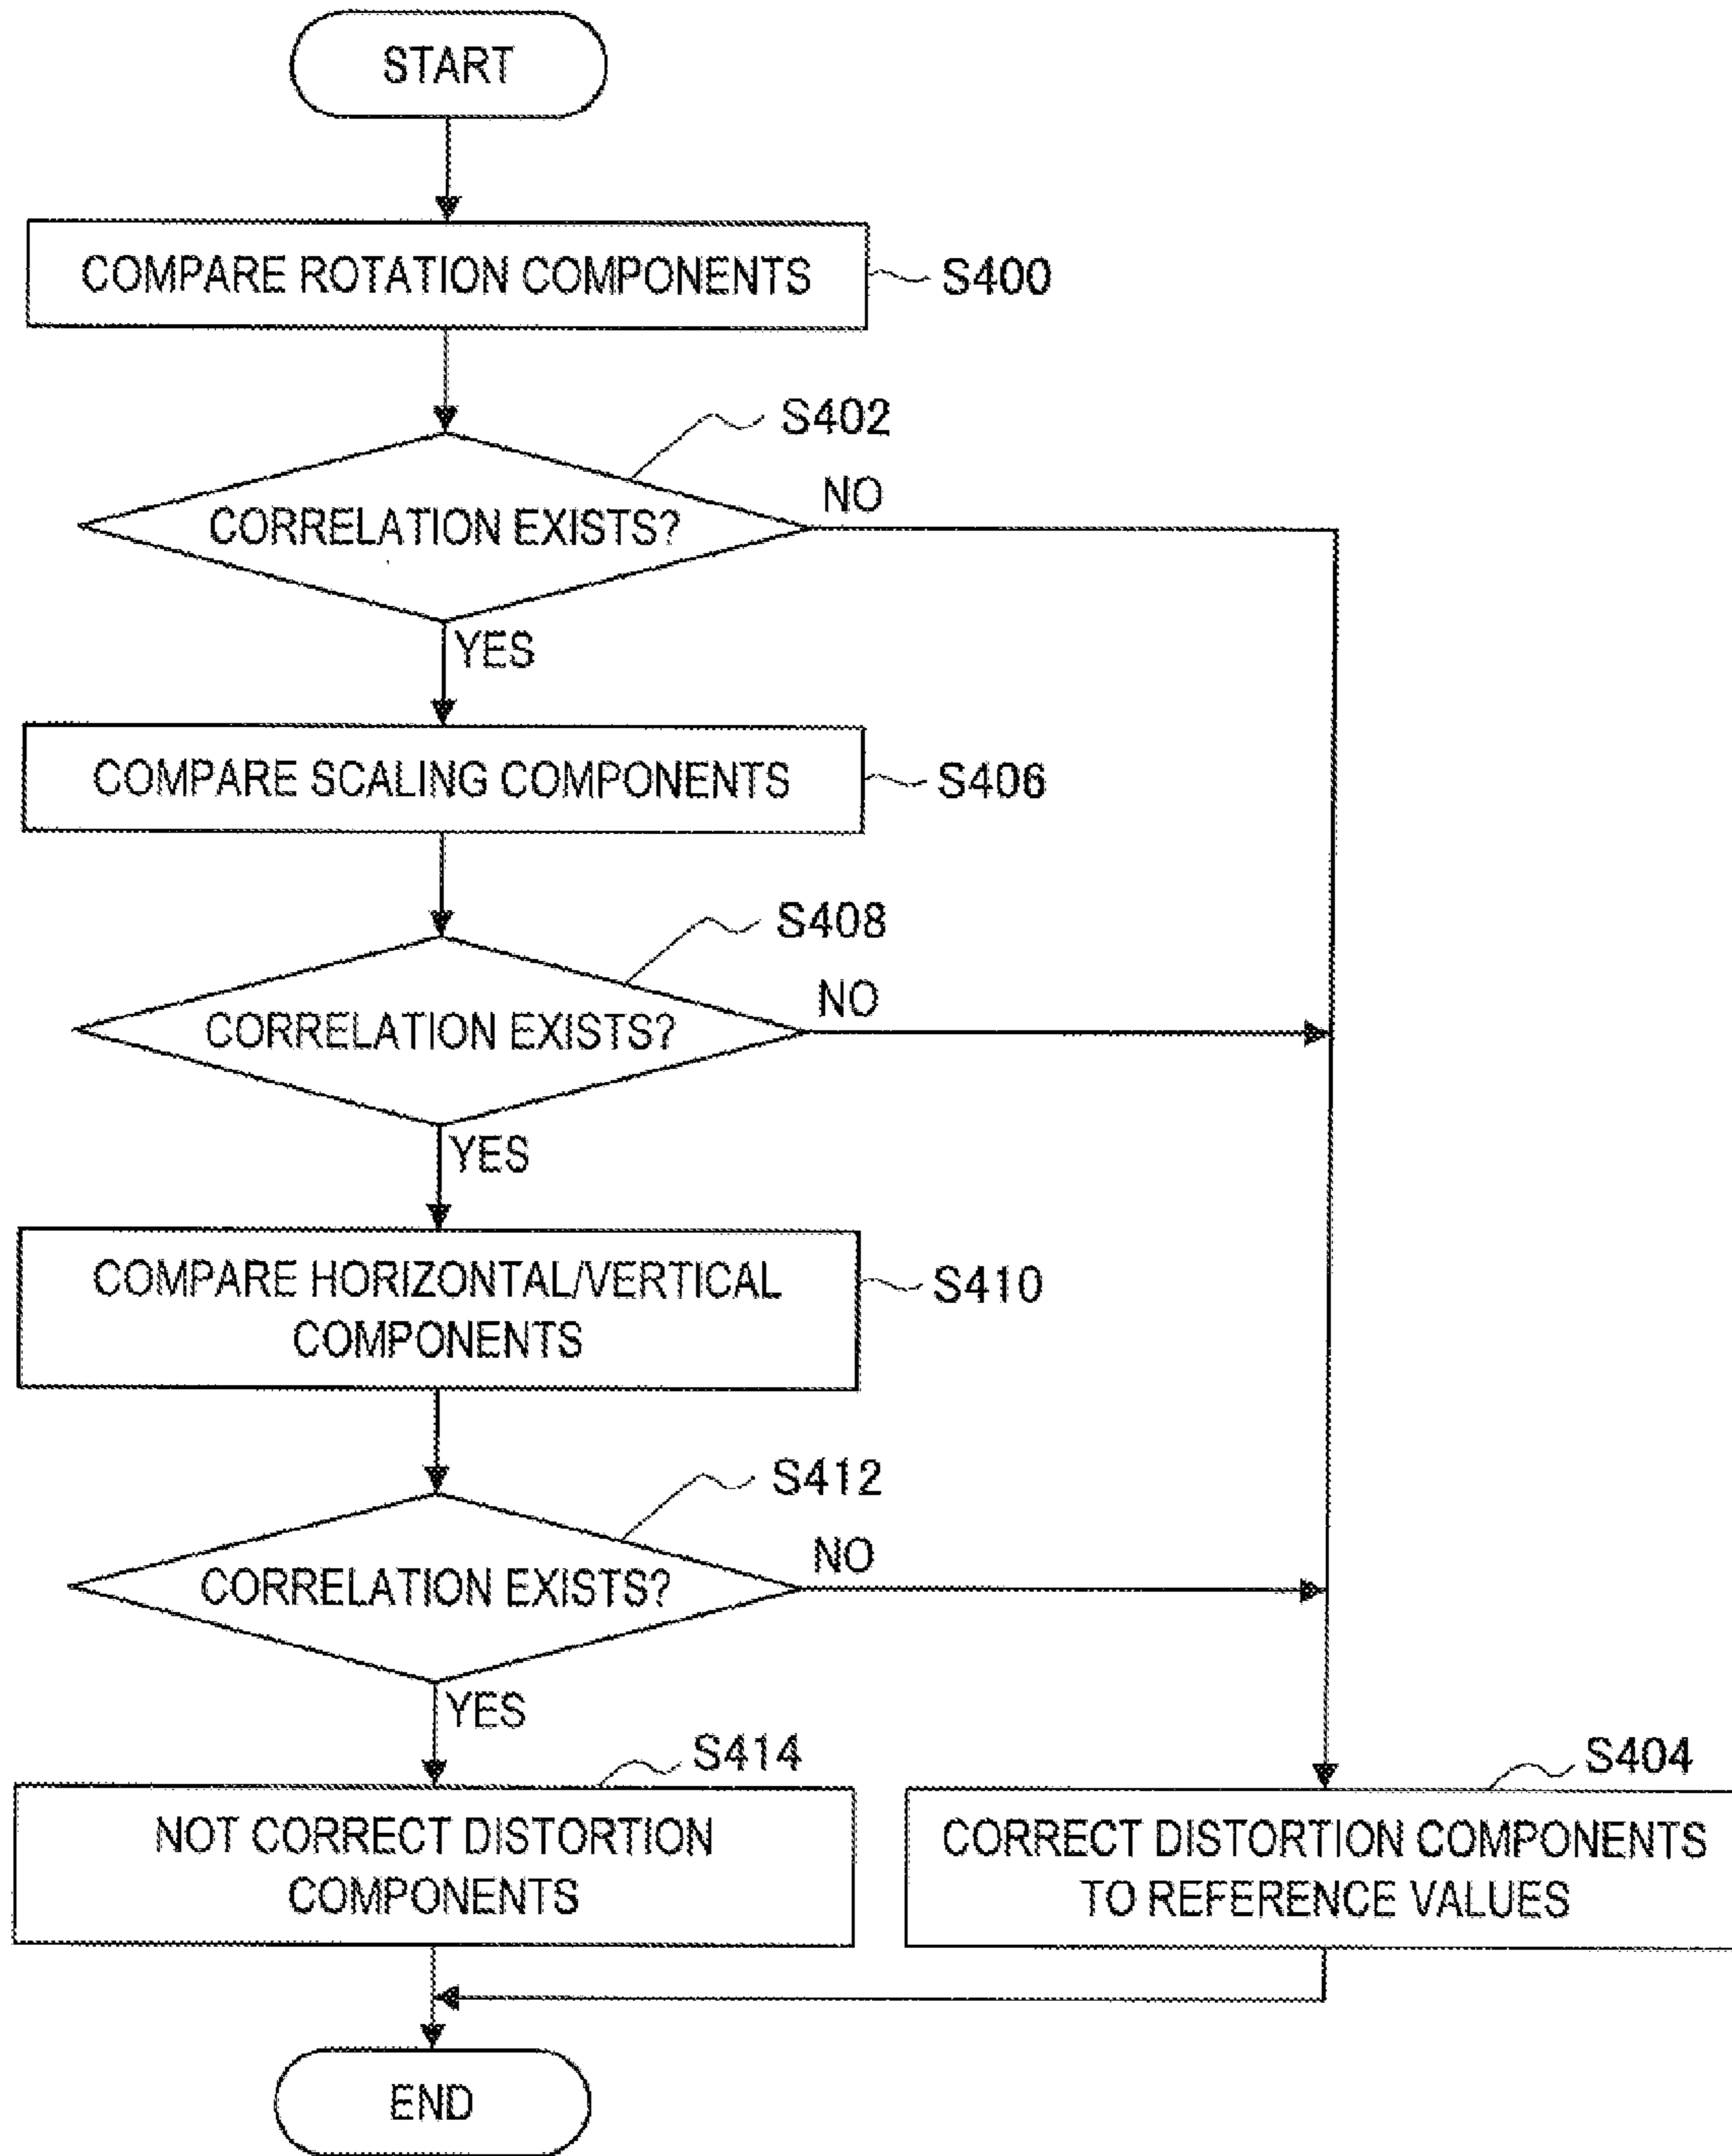 START
COMPARE ROTATION COMPONENTS
S400
S402
CORRELATION EXISTS?
NO
YES
COMPARE SCALING COMPONENTS
S406
S408
CORRELATION EXISTS?
NO
YES
COMPARE HORIZONTAL/VERTICAL
COMPONENTS
S410
S412
CORRELATION EXISTS?
NO
YES
S414
NOT CORRECT DISTORTION
COMPONENTS
S404
CORRECT DISTORTION COMPONENTS
TO REFERENCE VALUES
END